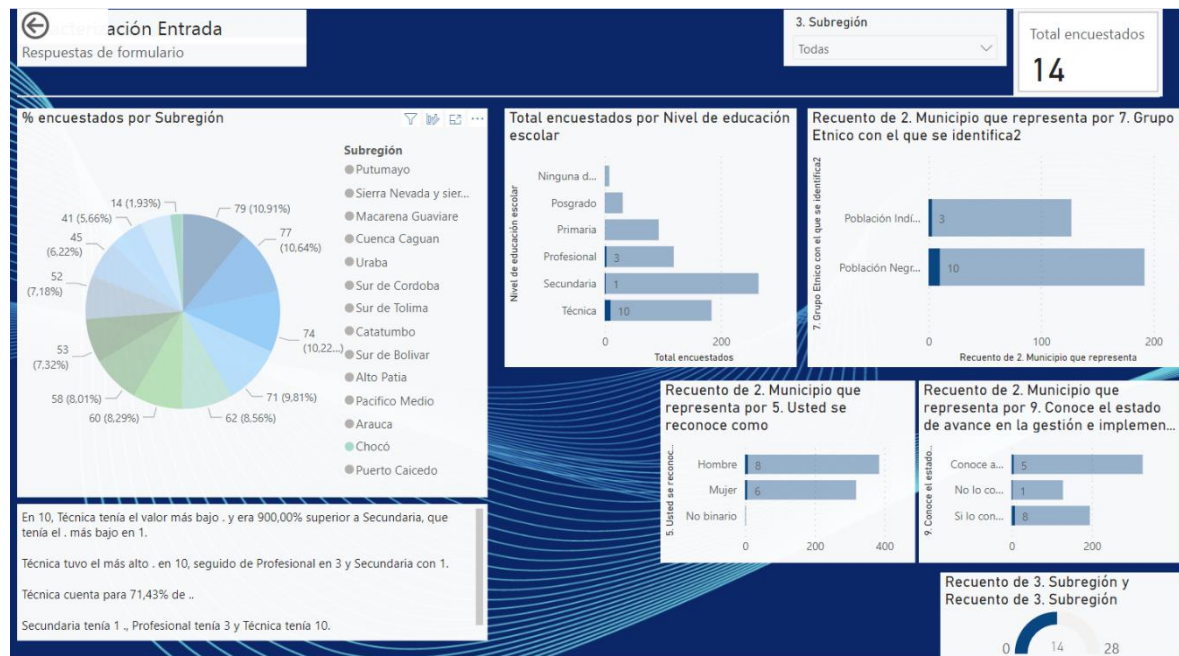 ación Entrada
Respuestas de formulario
3. Subregión
Todas
Total encuestados
14
% encuestados por Subregión
14 (1.93%)
41 (5.66%)
45
(6.22%)
52
(7.18%)
53
(7.32%)
58 (8.01%)
60 (8.29%)
62 (8.56%)
71 (9.81%)
74
(10,22...)
77
(10,64%)
79 (10.91%)
Subregión
Putumayo
Sierra Nevada y sier...
Macarena Guaviare
Cuenca Caguan
Uraba
Sur de Cordoba
Sur de Tolima
Catatumbo
Sur de Bolivar
Alto Patia
Pacifico Medio
Arauca
Chocó
Puerto Caicedo
Total encuestados por Nivel de educación
escolar
Nivel de educación escolar
Ninguna d...
Posgrado
Primaria
Profesional
3
Secundaria
1
Técnica
10
0
200
Total encuestados
Recuento de 2. Municipio que representa por 7. Grupo
Etnico con el que se identifica2
7. Grupo Etnico con el que se identifica2
Población Indí...
3
Población Negr...
10
0
100
200
Recuento de 2. Municipio que representa
Recuento de 2. Municipio que
representa por 5. Usted se
reconoce como
5. Usted se reconoc...
Hombre
8
Mujer
6
No binario
0
200
400
Recuento de 2. Municipio que
representa por 9. Conoce el estado
de avance en la gestión e implemen...
9. Conoce el estado...
Conoce a...
5
No lo co...
1
Si lo con...
8
0
200
En 10, Técnica tenía el valor más bajo . y era 900,00% superior a Secundaria, que
tenía el . más bajo en 1.
Técnica tuvo el más alto . en 10, seguido de Profesional en 3 y Secundaria con 1.
Técnica cuenta para 71,43% de ..
Secundaria tenía 1 ., Profesional tenía 3 y Técnica tenía 10.
Recuento de 3. Subregión y
Recuento de 3. Subregión
0
14
28